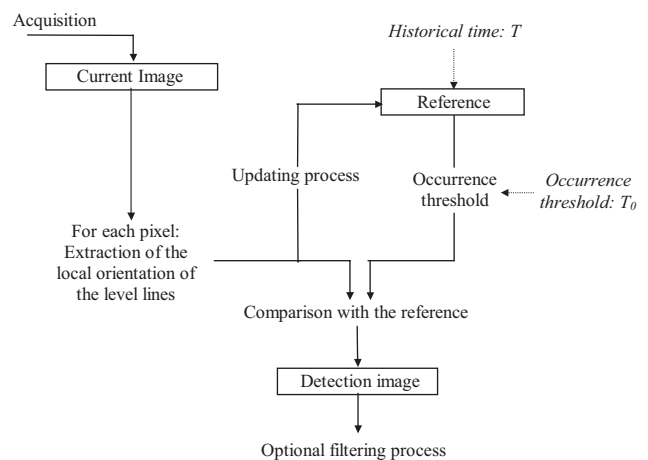 Acquisition
Historical time: T
Current Image
Reference
Updating process
Occurrence
threshold
Occurrence
threshold: T0
For each pixel:
Extraction of the
local orientation of
the level lines
Comparison with the reference
Detection image
Optional filtering process